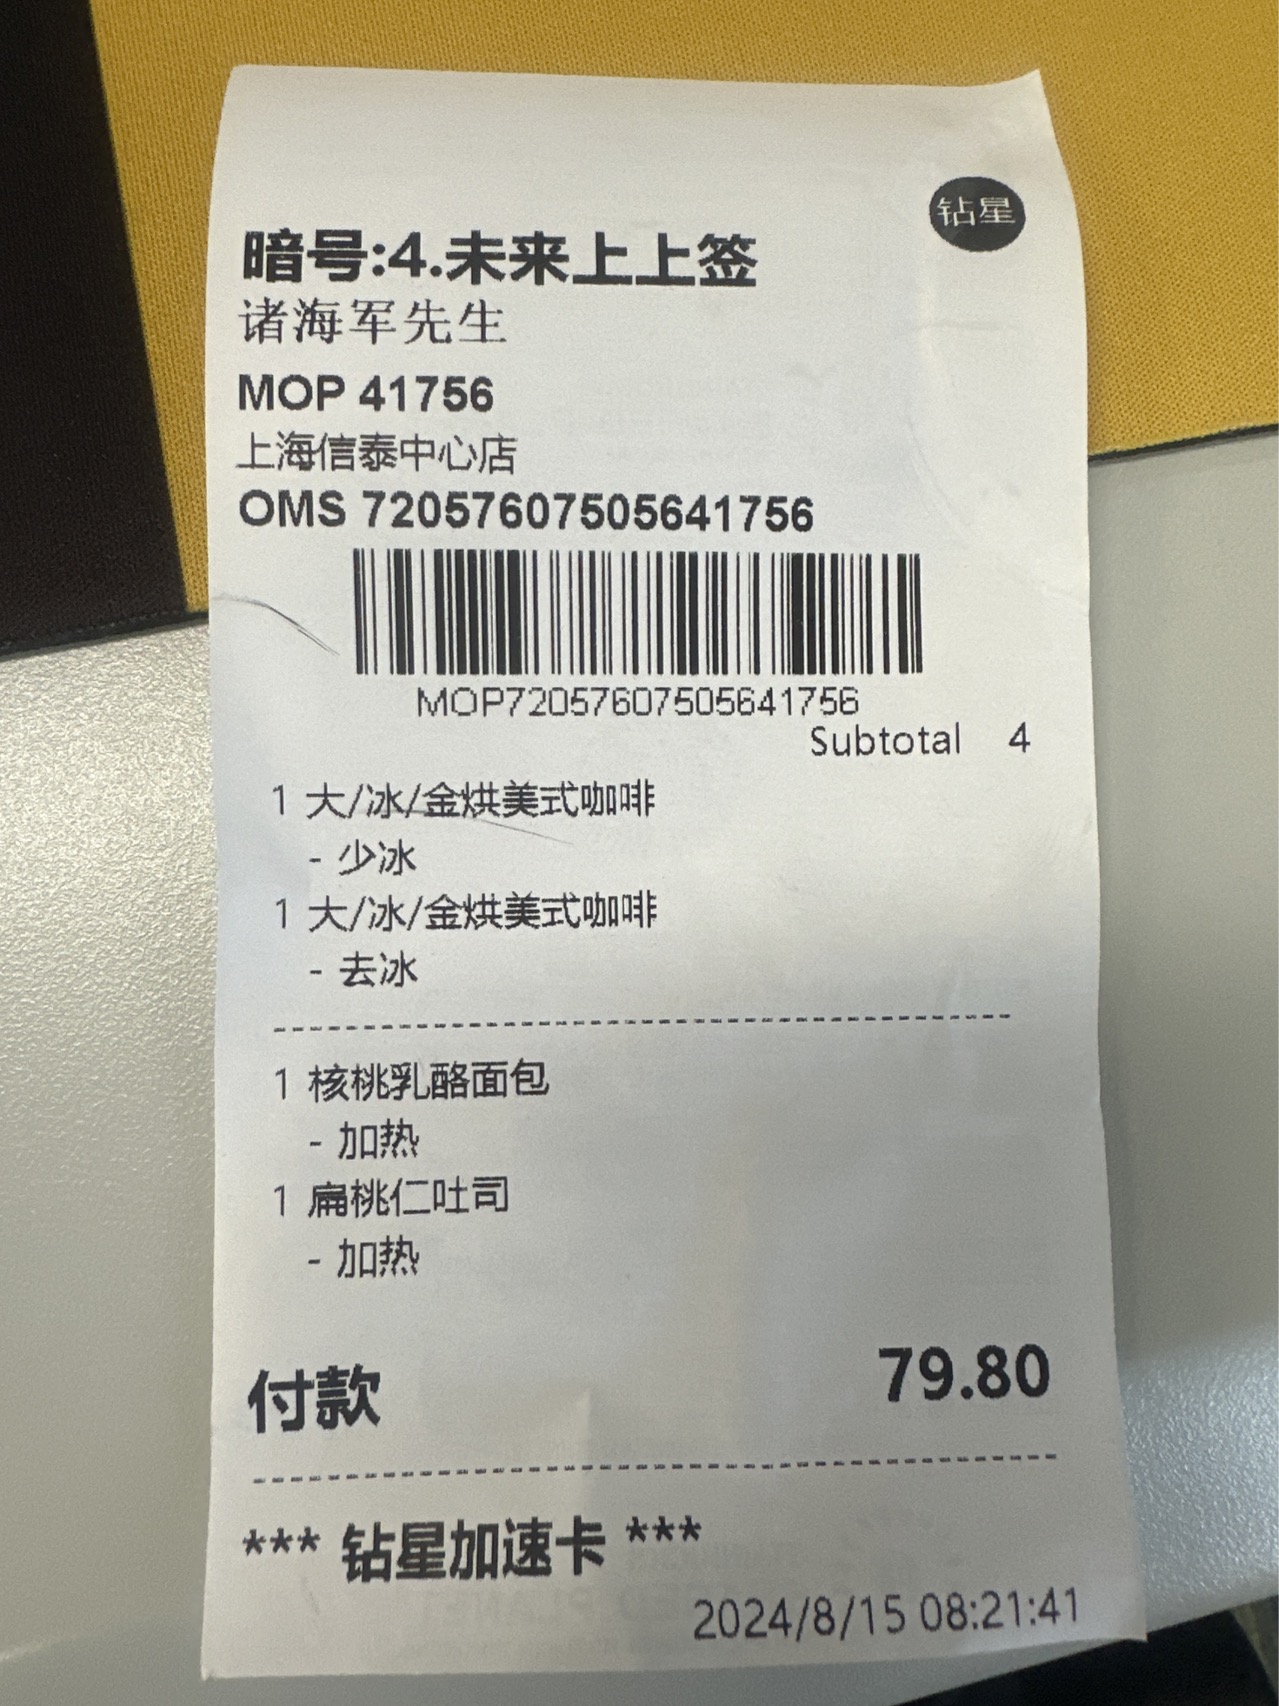 钻星
暗号:4.未来上上签
诸海军先生
MOP 41756
上海信泰中心店
OMS 72057607505641756
MOP72057607505641756
Subtotal 4
1 大/冰/金烘美式咖啡
- 少冰
1 大/冰/金烘美式咖啡
- 去冰
1 核桃乳酪面包
- 加热
1 扁桃仁吐司
- 加热
付款 79.80
*** 钻星加速卡 ***
2024/8/15 08:21:41